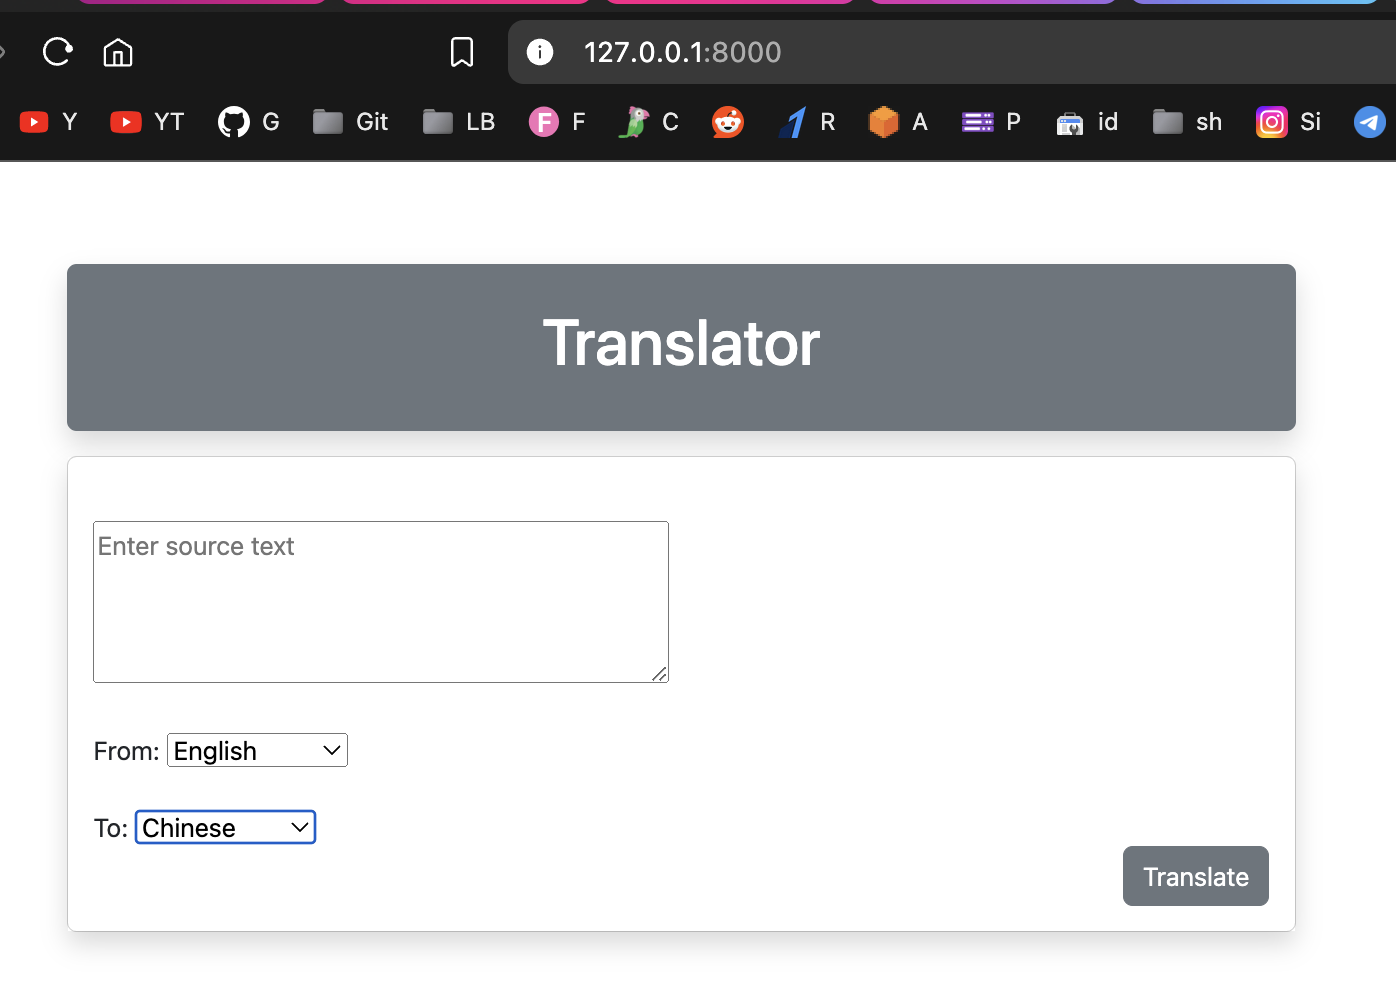 127.0.0.1:8000
Y YT G Git LB F F C R A P id sh Si
Translator
Enter source text
From: English
To: Chinese
Translate